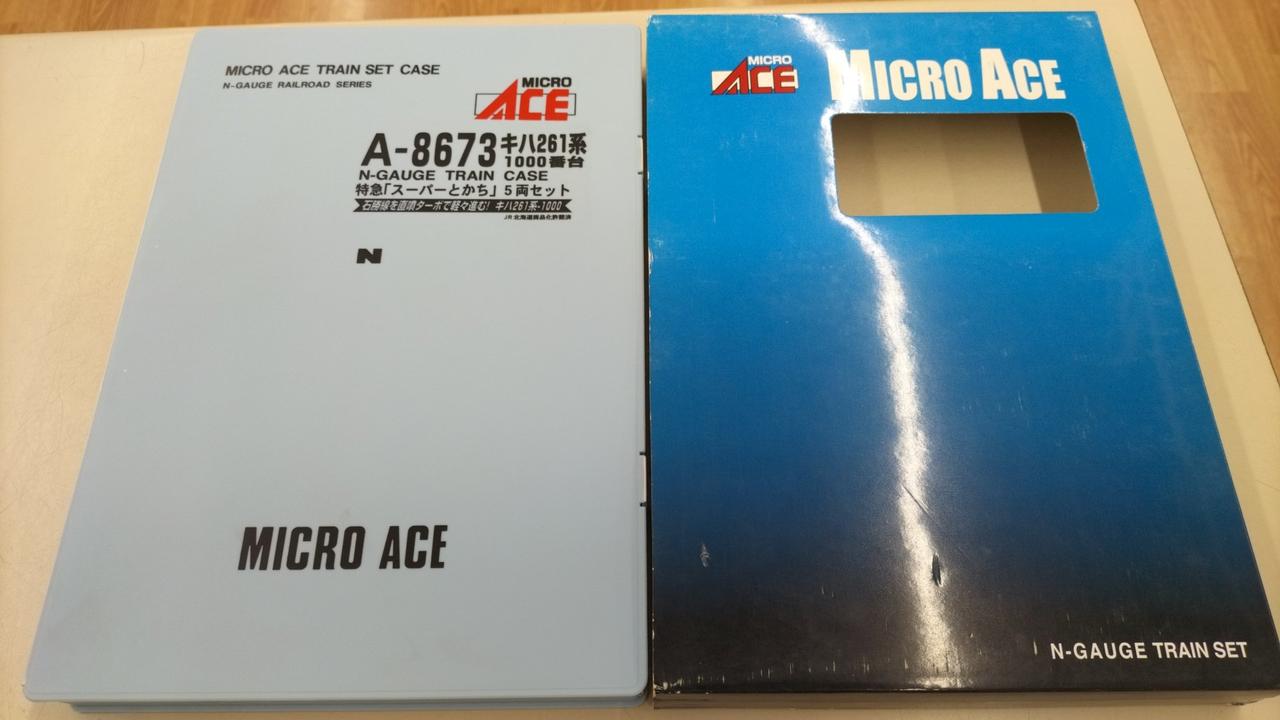 MICRO ACE TRAIN SET CASE
N-GAUGE RAILROAD SERIES
MICRO
ACE
A-8673 キハ261系
1000番台
N-GAUGE TRAIN CASE
特急「スーパーとかち」5両セット
石勝線を直噴ターボで軽々進む! キハ261系-1000
JR北海道商品化許諾済
N
MICRO ACE
MICRO
ACE
MICRO ACE
N-GAUGE TRAIN SET